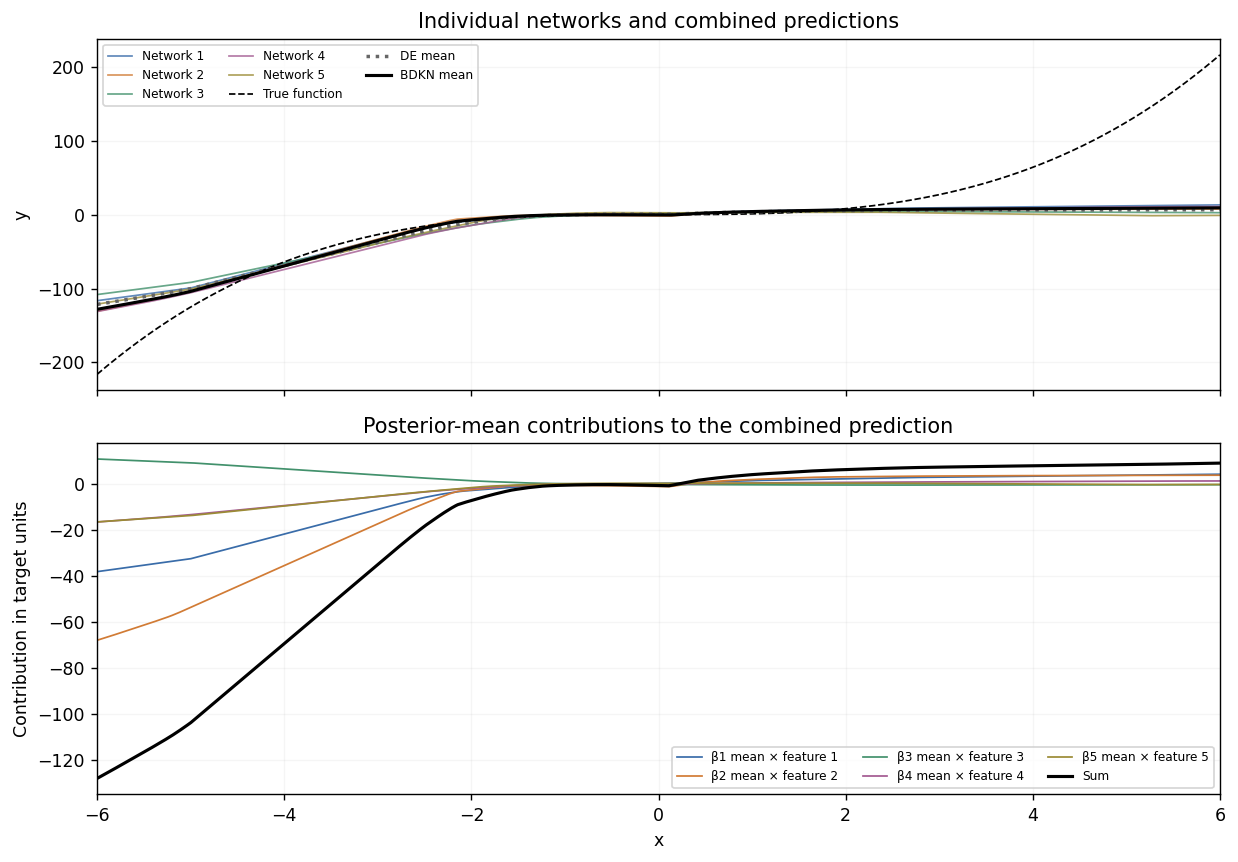 Individual networks and combined predictions
Network 1
Network 2
Network 3
Network 4
Network 5
True function
DE mean
BDKN mean
y
200
100
0
−100
−200
Posterior-mean contributions to the combined prediction
Contribution in target units
0
−20
−40
−60
−80
−100
−120
β1 mean × feature 1
β2 mean × feature 2
β3 mean × feature 3
β4 mean × feature 4
β5 mean × feature 5
Sum
−6
−4
−2
0
2
4
6
x